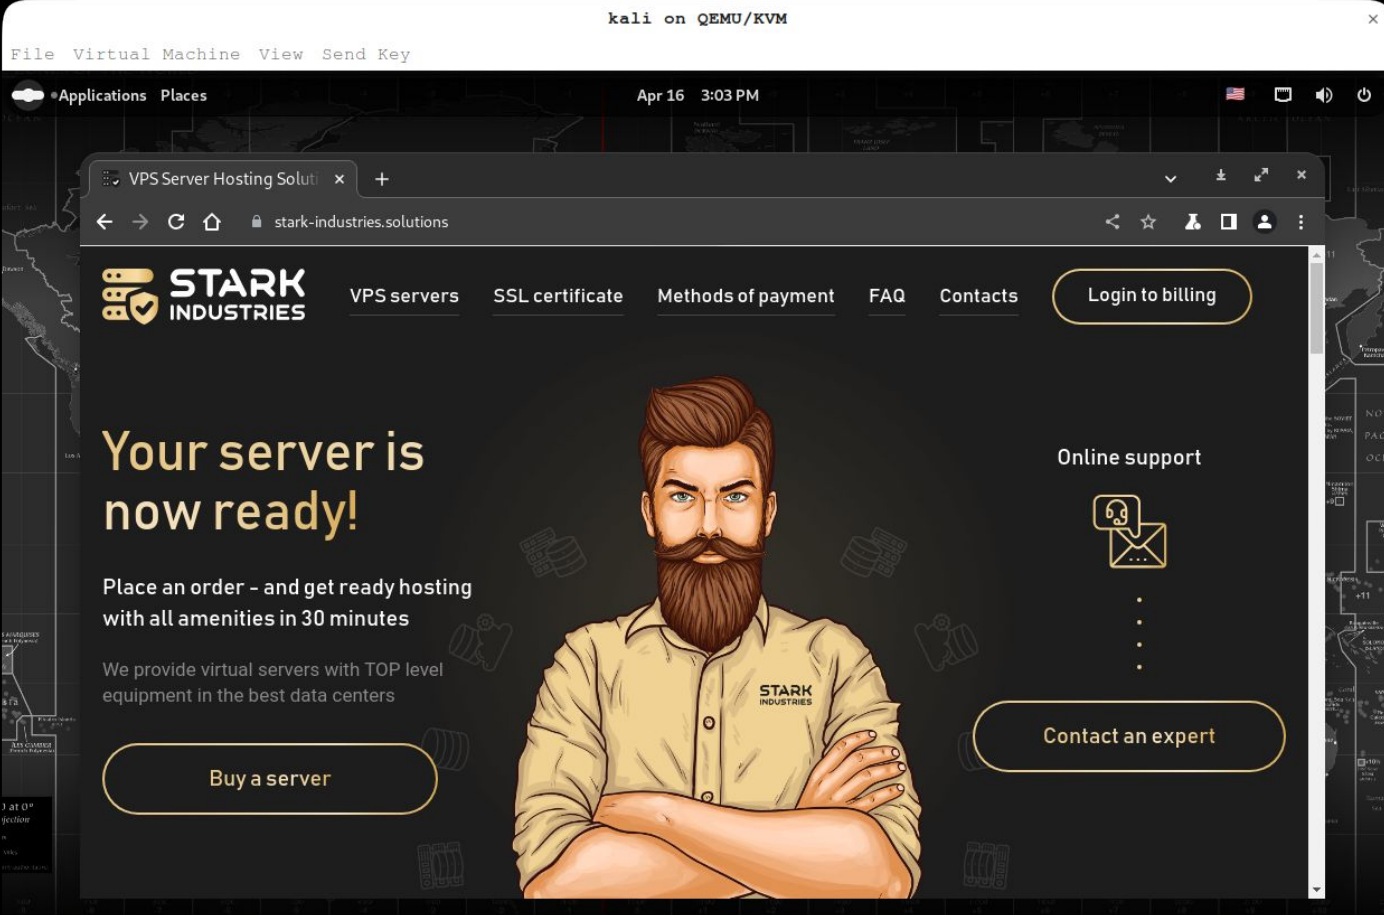 kali on QEMU/KVM
File Virtual Machine View Send Key
Applications Places
Apr 16 3:03 PM
VPS Server Hosting Soluti
stark-industries.solutions
STARK
INDUSTRIES
VPS servers
SSL certificate
Methods of payment
FAQ
Contacts
Login to billing
Your server is
now ready!
Place an order - and get ready hosting
with all amenities in 30 minutes
We provide virtual servers with TOP level
equipment in the best data centers
Buy a server
STARK
INDUSTRIES
Online support
Contact an expert